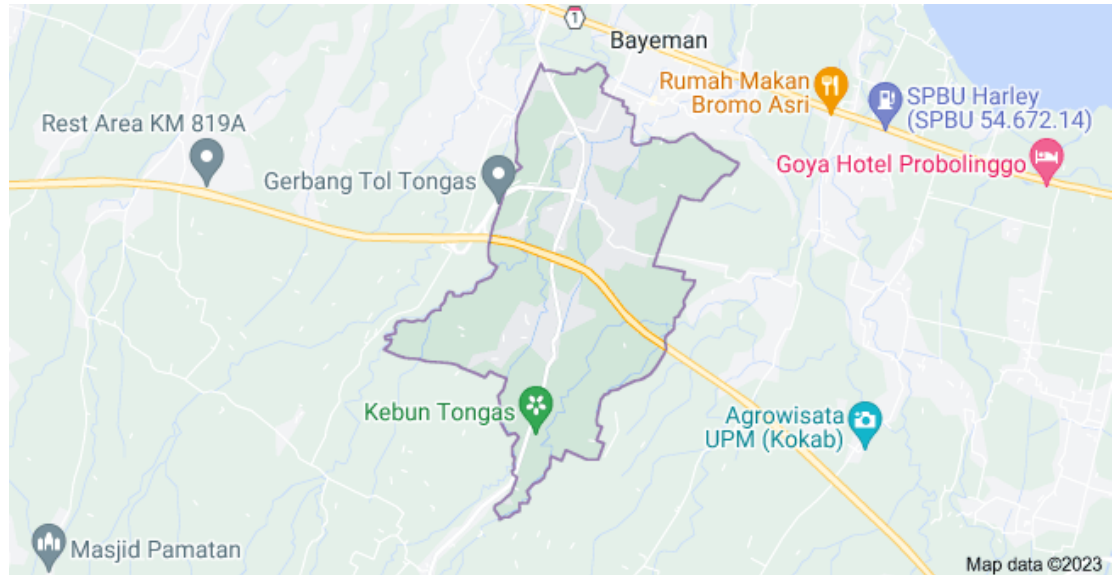 1
Bayeman
Rumah Makan
Bromo Asri
SPBU Harley
(SPBU 54.672.14)
Rest Area KM 819A
Goya Hotel Probolinggo
Gerbang Tol Tongas
Kebun Tongas
Agrowisata
UPM (Kokab)
Masjid Pamatan
Map data ©2023